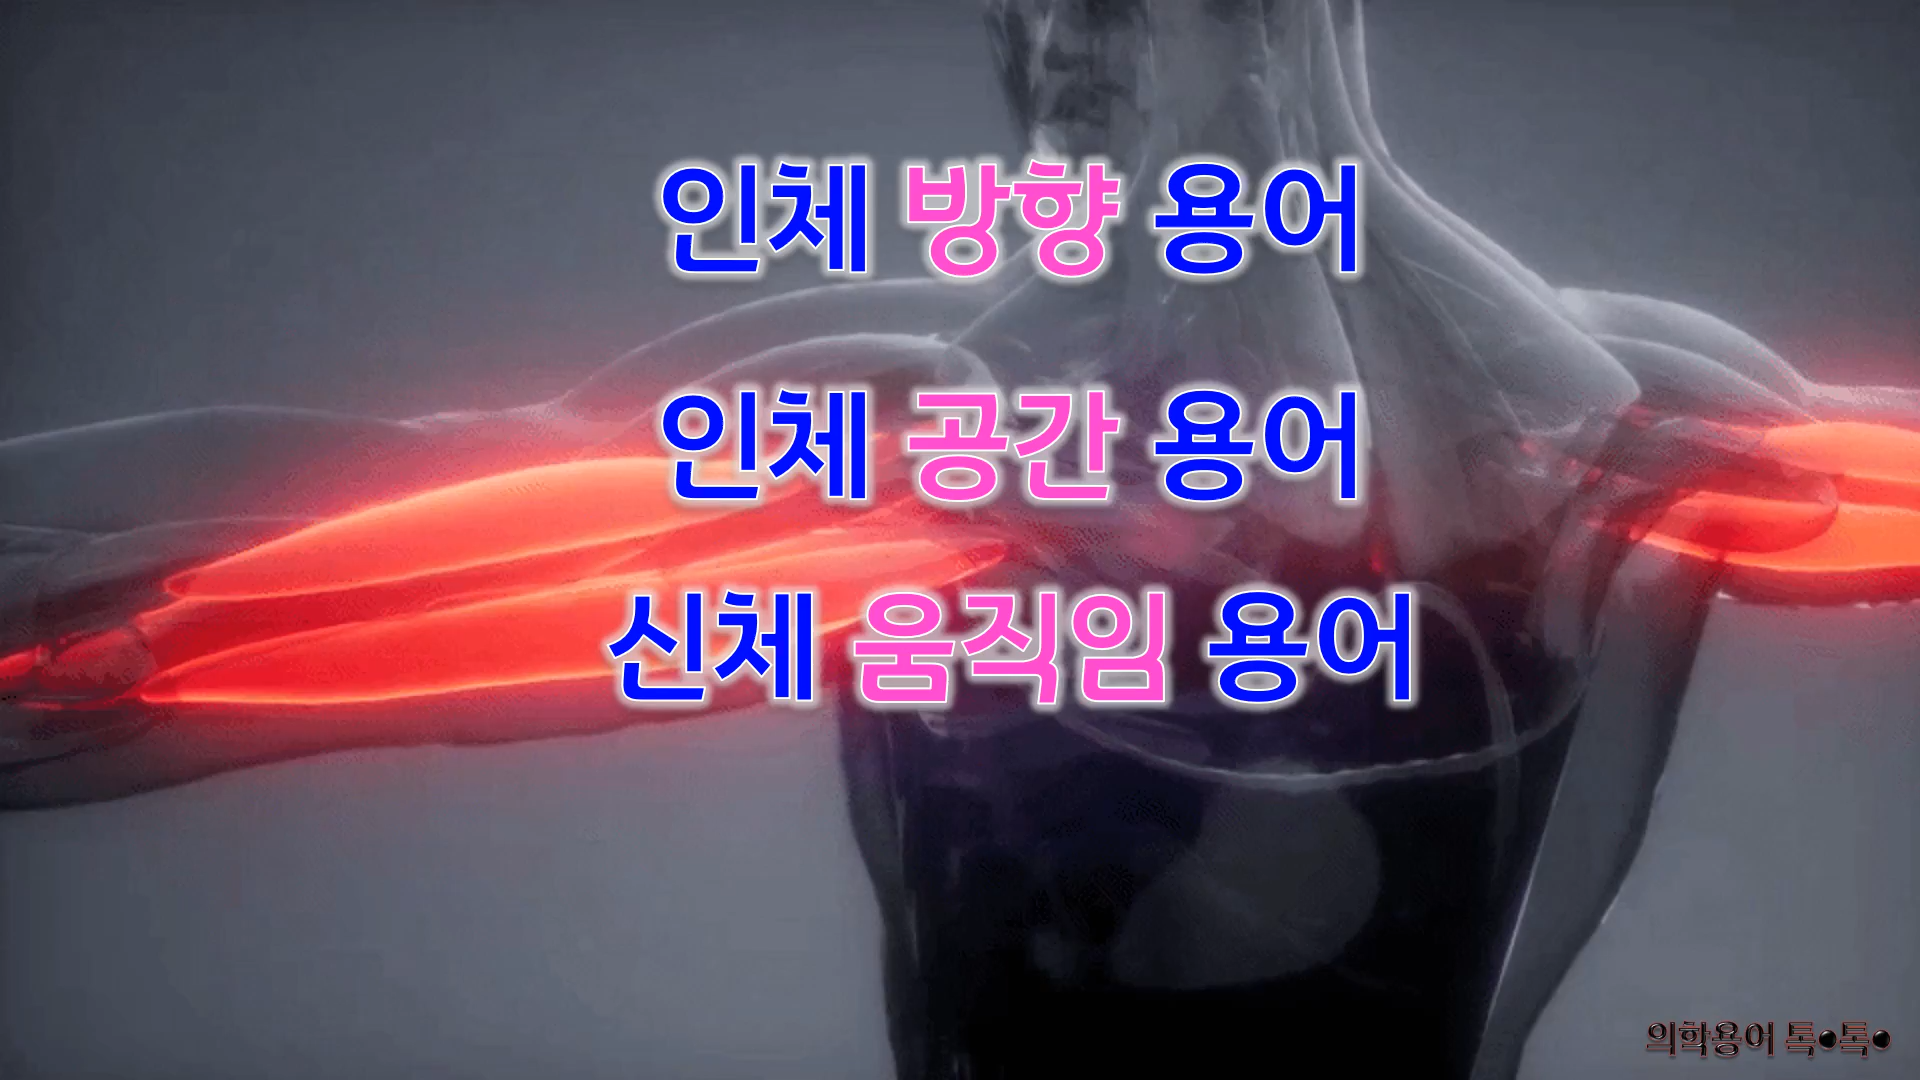 인체 방향 용어
인체 공간 용어
신체 움직임 용어
의학용어 톡●톡●